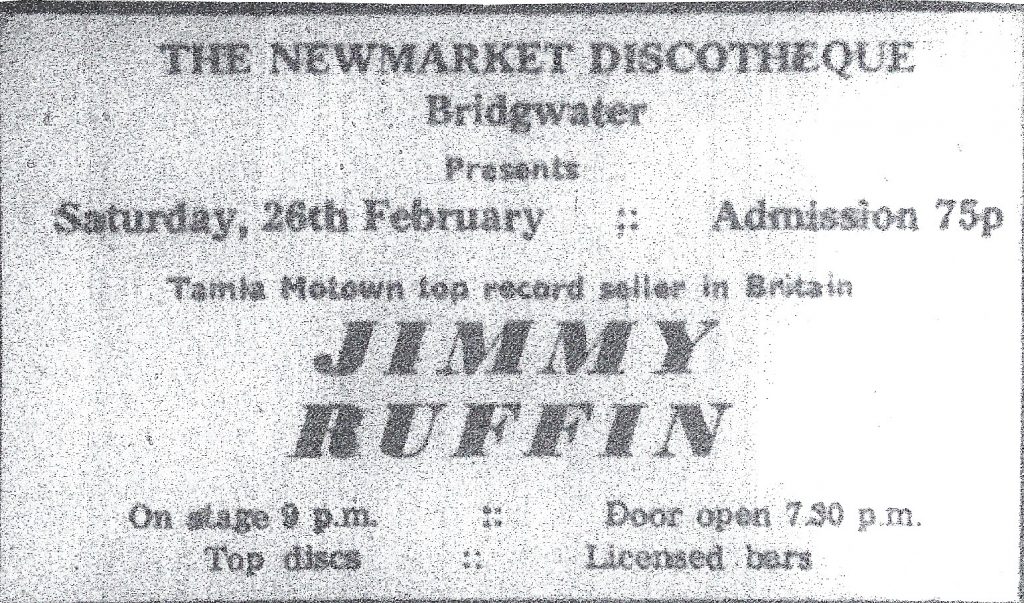 THE NEWMARKET DISCOTHEQUE
Bridgwater
Presents
Saturday, 26th February :: Admission 75p
Tamla Motown top record seller in Britain
JIMMY
RUFFIN
On stage 9 p.m. :: Door open 7.30 p.m.
Top discs :: Licensed bars